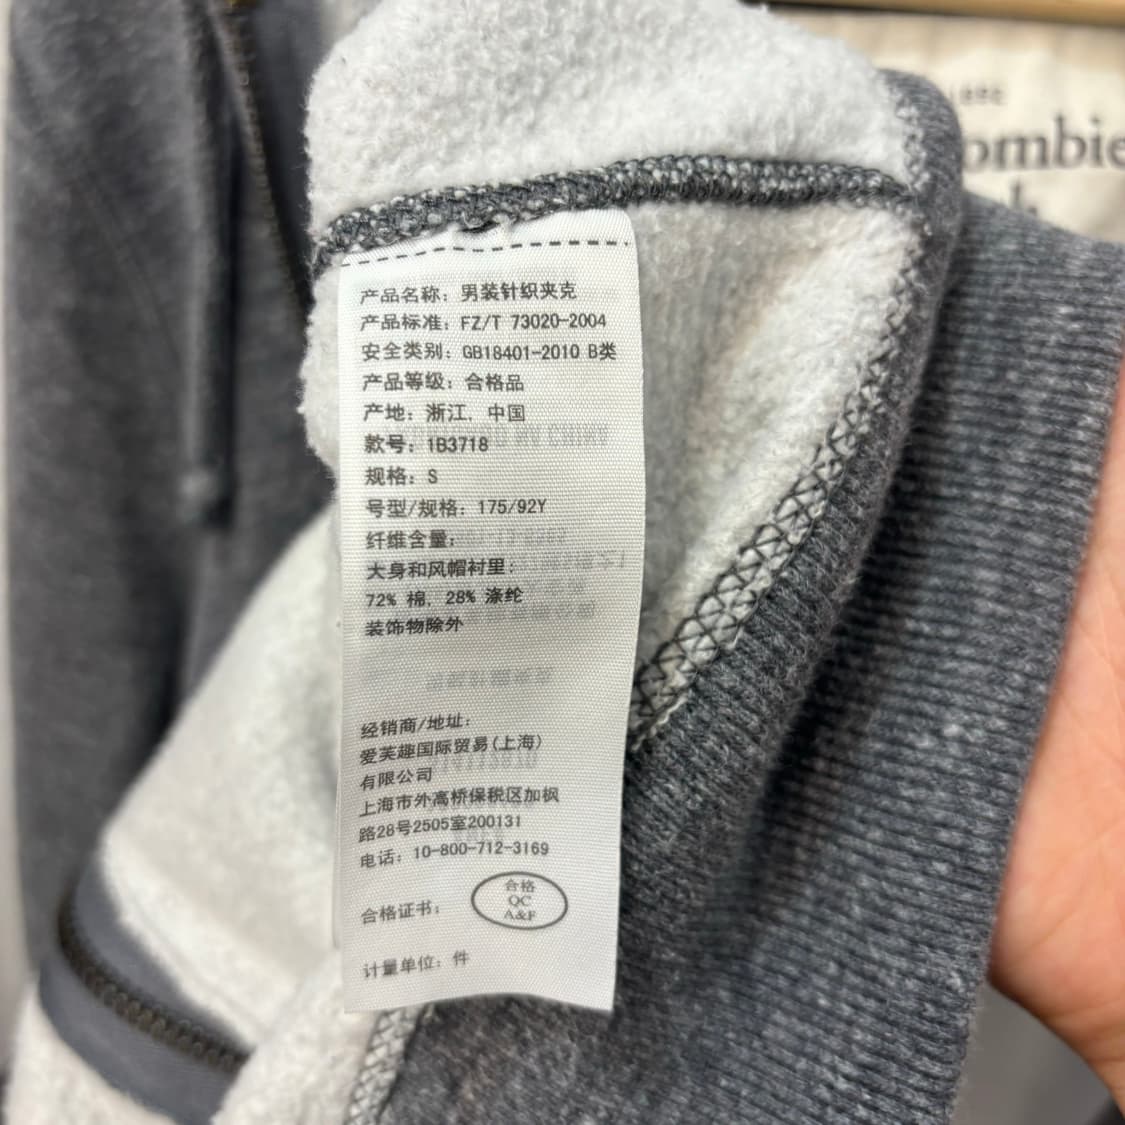 ombie
产品名称：男装针织夹克
产品标准：FZ/T 73020-2004
安全类别：GB18401-2010 B类
产品等级：合格品
产地：浙江，中国
款号：1B3718
规格：S
号型/规格：175/92Y
纤维含量：
大身和风帽衬里：
72% 棉，28% 涤纶
装饰物除外
经销商/地址：
爱芙趣国际贸易(上海)
有限公司
上海市外高桥保税区加枫
路28号2505室200131
电话：10-800-712-3169
合格证书：
合格
QC
A&F
计量单位：件